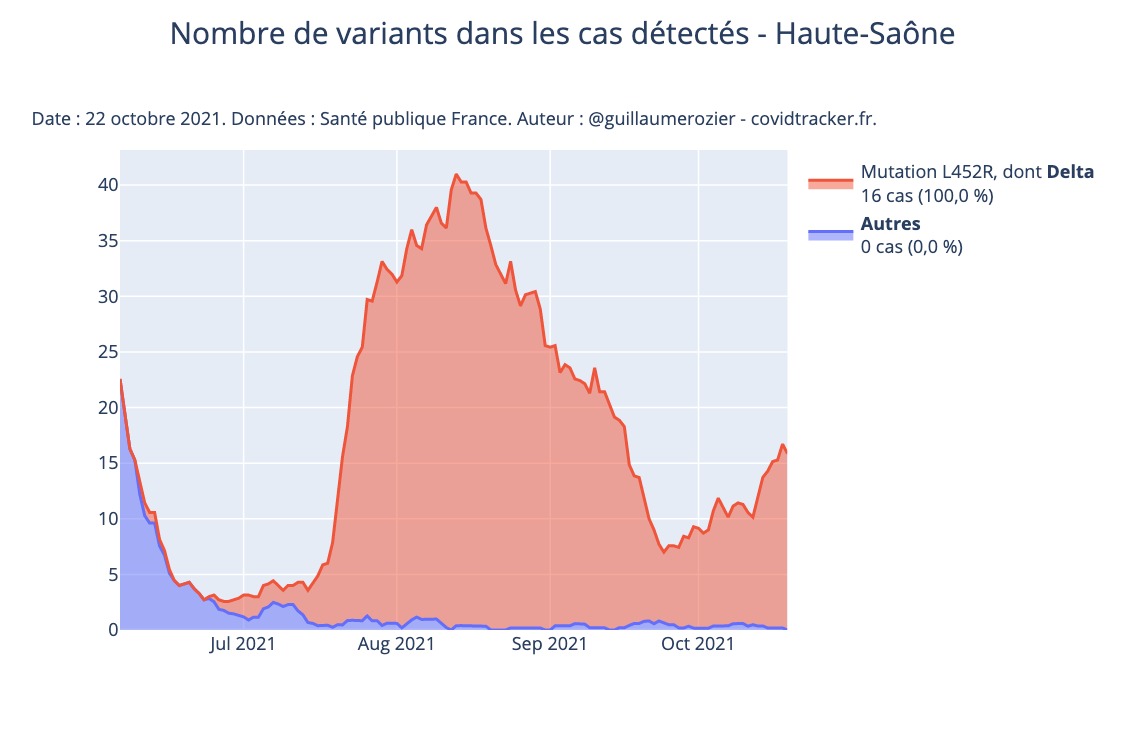 Nombre de variants dans les cas détectés - Haute-Saône
Date : 22 octobre 2021. Données : Santé publique France. Auteur : @guillaumerozier - covidtracker.fr.
Mutation L452R, dont Delta
16 cas (100,0 %)
Autres
0 cas (0,0 %)
40
35
30
25
20
15
10
5
0
Jul 2021
Aug 2021
Sep 2021
Oct 2021